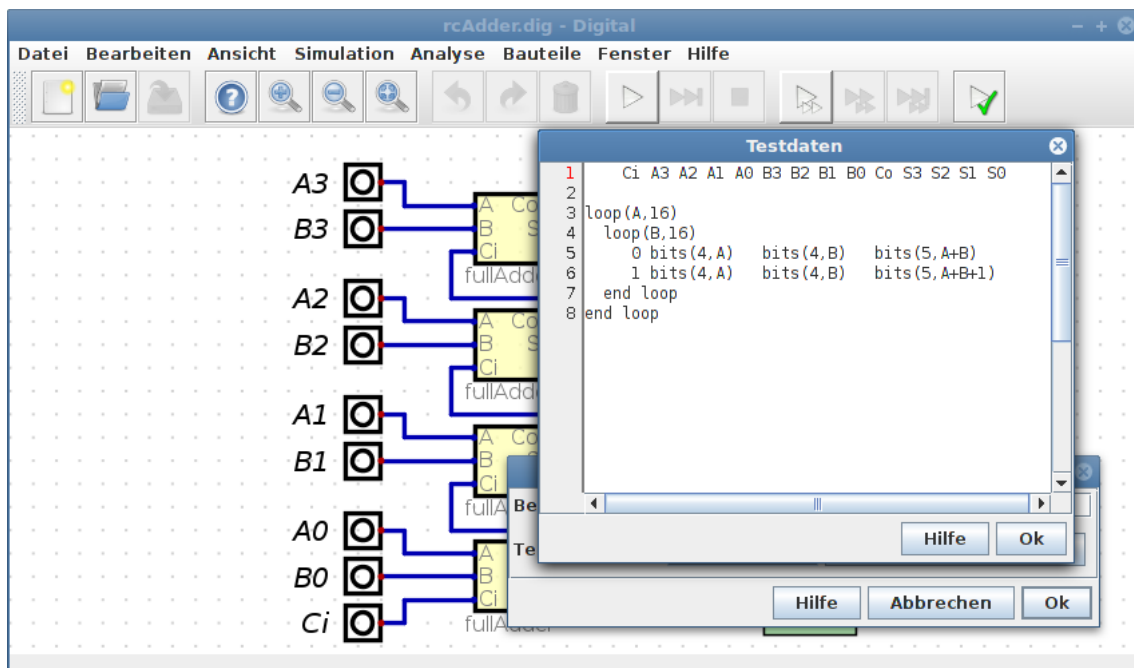 rcAdder.dig - Digital
Datei Bearbeiten Ansicht Simulation Analyse Bauteile Fenster Hilfe
Testdaten
1 Ci A3 A2 A1 A0 B3 B2 B1 B0 Co S3 S2 S1 S0
2
3 loop(A,16)
4 loop(B,16)
5 0 bits(4,A) bits(4,B) bits(5,A+B)
6 1 bits(4,A) bits(4,B) bits(5,A+B+1)
7 end loop
8 end loop
Hilfe Ok
A3
B3
A Co
B S
Ci
fullAdd
A2
B2
A Co
B S
Ci
fullAdd
A1
B1
A Co
B
Ci
fullA
A0
B0
Ci
A
B
Ci
fullAdder
Be
Te
Hilfe Abbrechen Ok